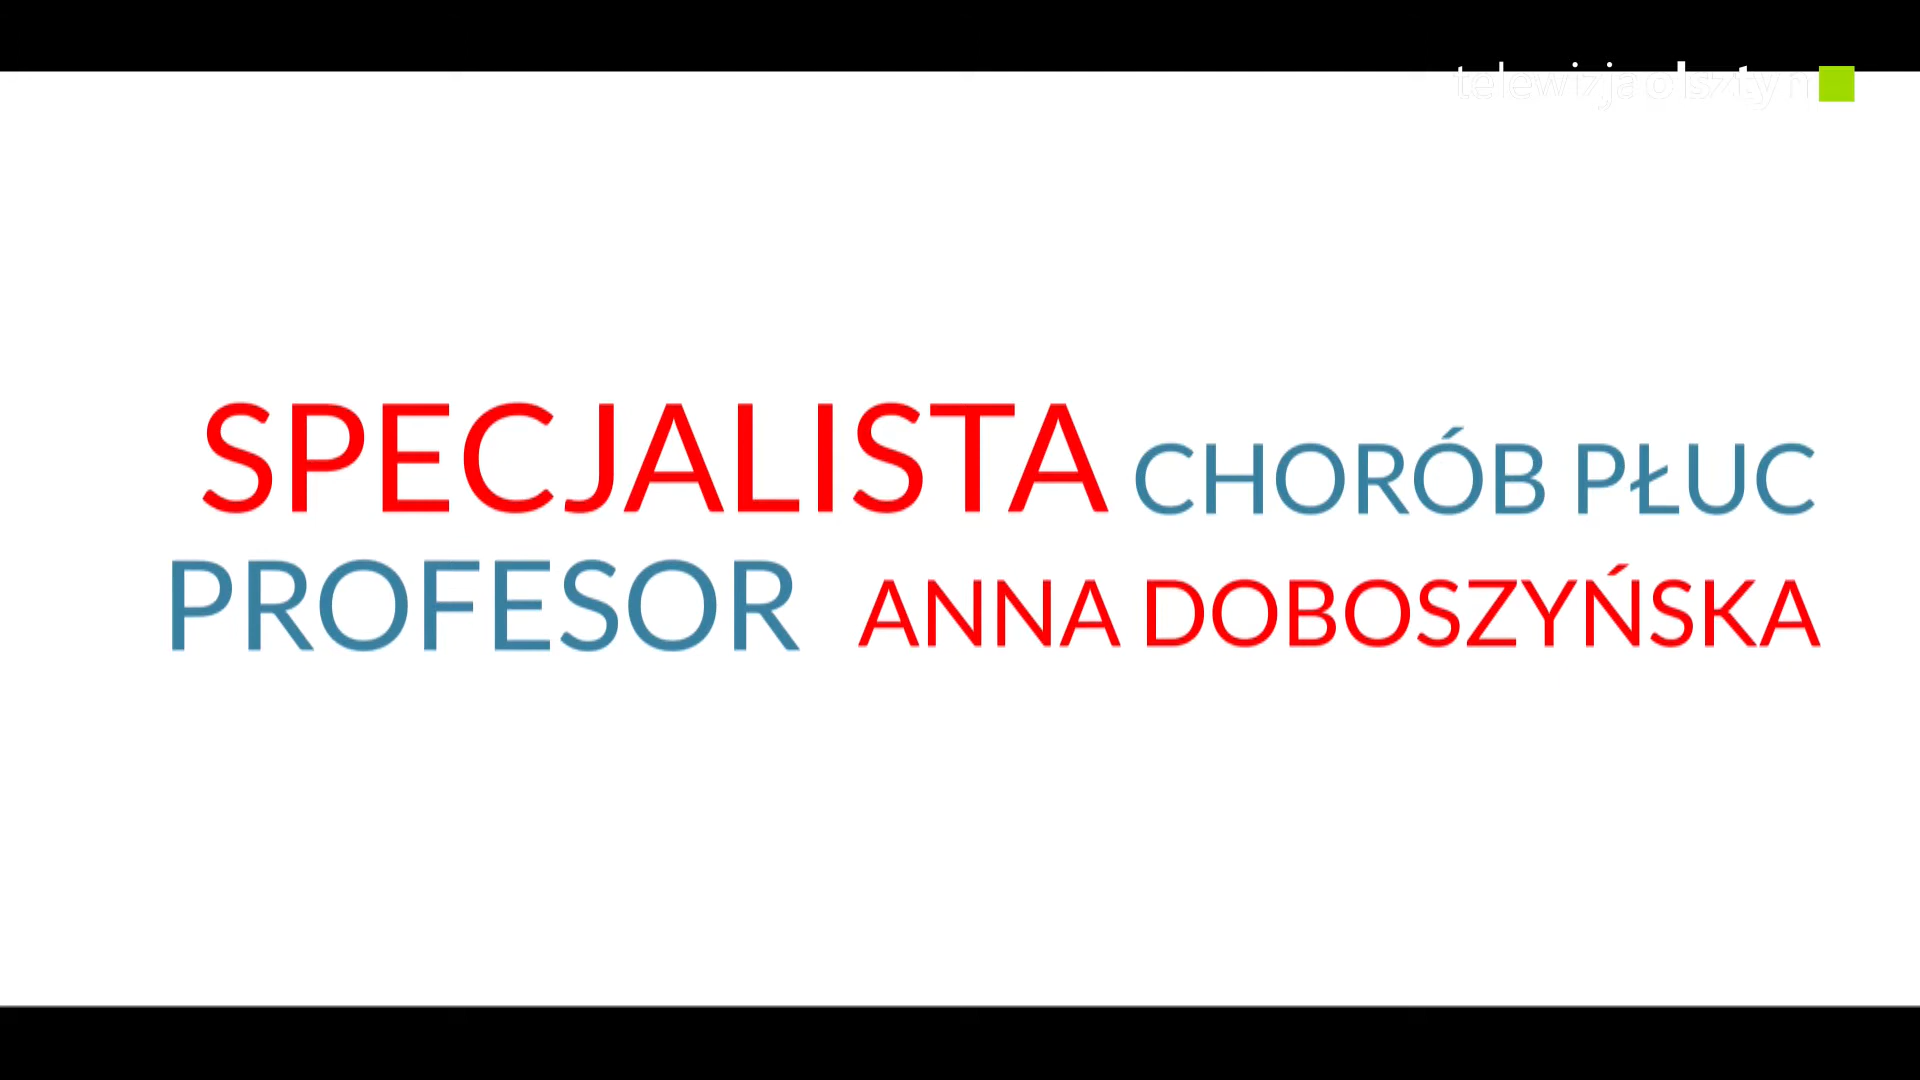 telewizja olsztyn
SPECJALISTA CHORÓB PŁUC
PROFESOR ANNA DOBOSZYŃSKA